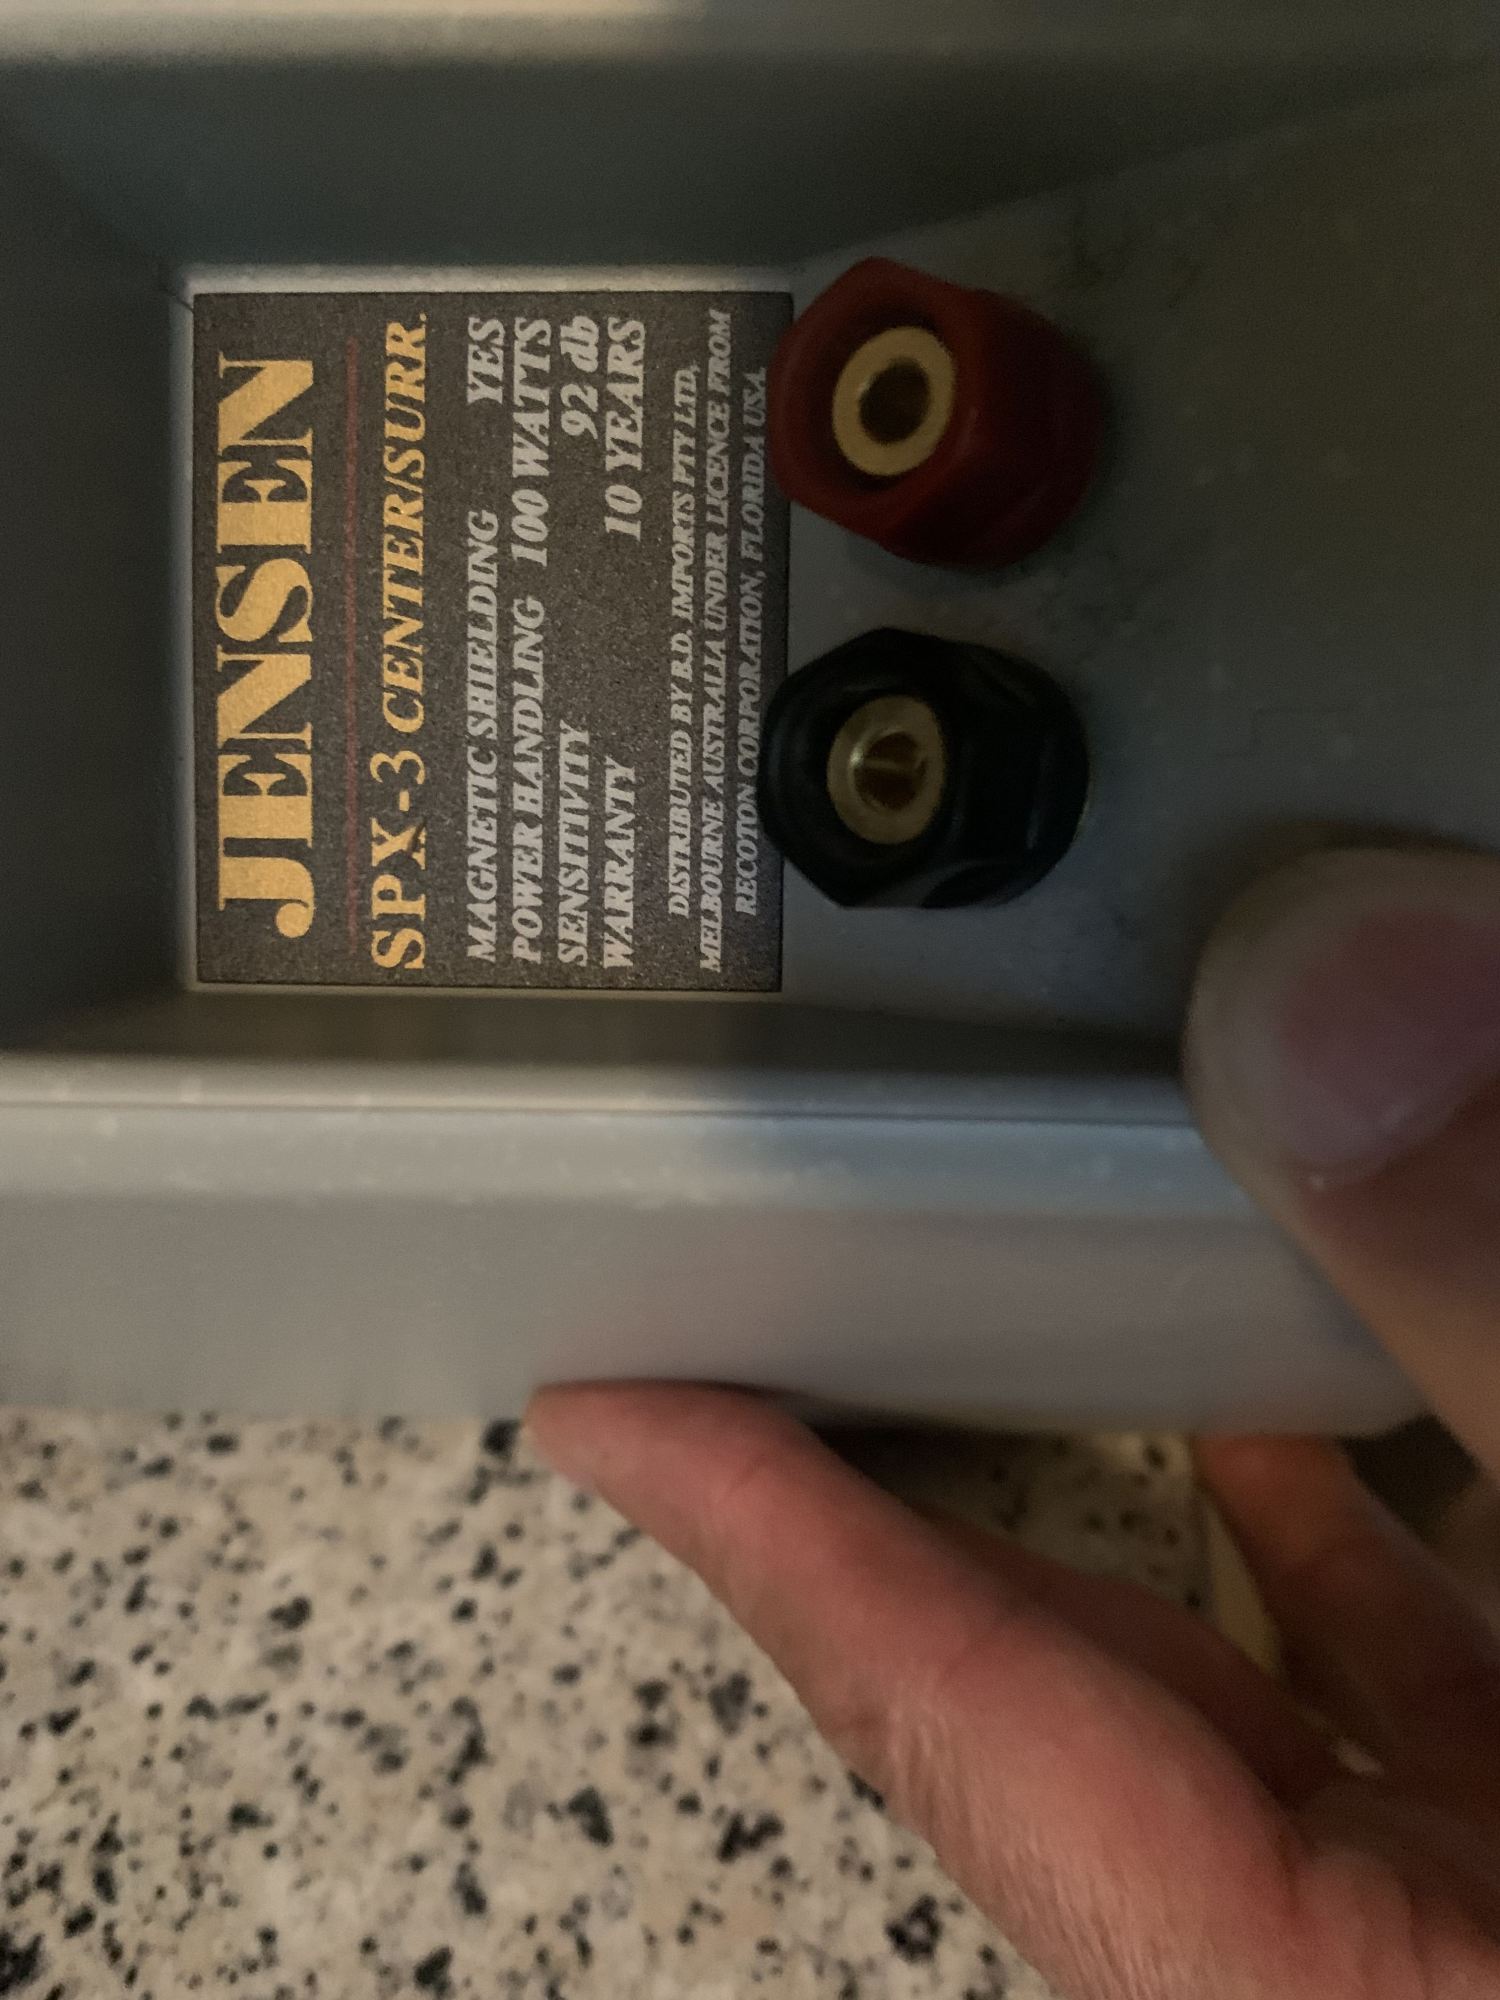 JENSEN
SPX-3 CENTER/SURR.
MAGNETIC SHIELDING YES
POWER HANDLING 100 WATTS
SENSITIVITY 92 db
WARRANTY 10 YEARS
DISTRIBUTED BY B.D. IMPORTS PTY LTD,
MELBOURNE AUSTRALIA UNDER LICENCE FROM
RECOTON CORPORATION, FLORIDA USA